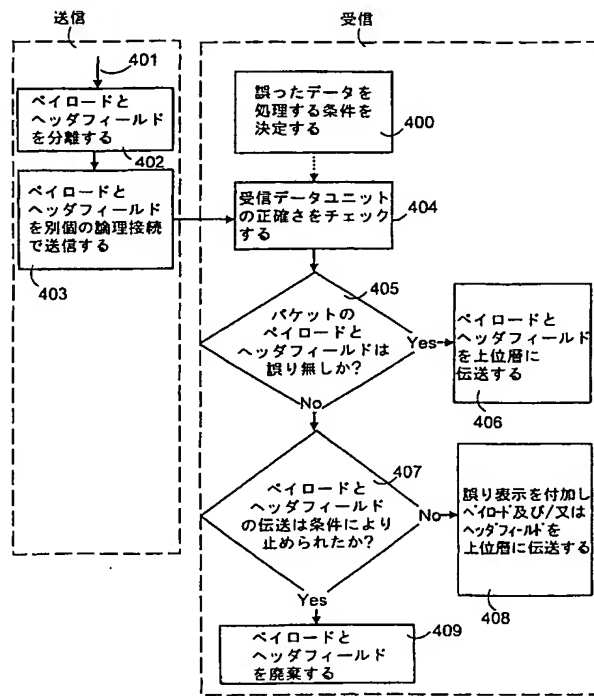 送信
受信
401
ペイロードと
ヘッダフィールド
を分離する
402
ペイロードと
ヘッダフィールド
を別個の論理接続
で送信する
403
誤ったデータを
処理する条件を
決定する
400
受信データユニット
の正確さをチェック
する
404
405
パケットの
ペイロードと
ヘッダフィールドは
誤り無しか?
Yes
No
ペイロードと
ヘッダフィールド
を上位層に
伝送する
406
407
ペイロードと
ヘッダフィールド
の伝送は条件により
止められたか?
No
Yes
誤り表示を付加し
ペイロード及び/又は
ヘッダフィールドを
上位層に伝送する
408
409
ペイロードと
ヘッダフィールド
を廃棄する